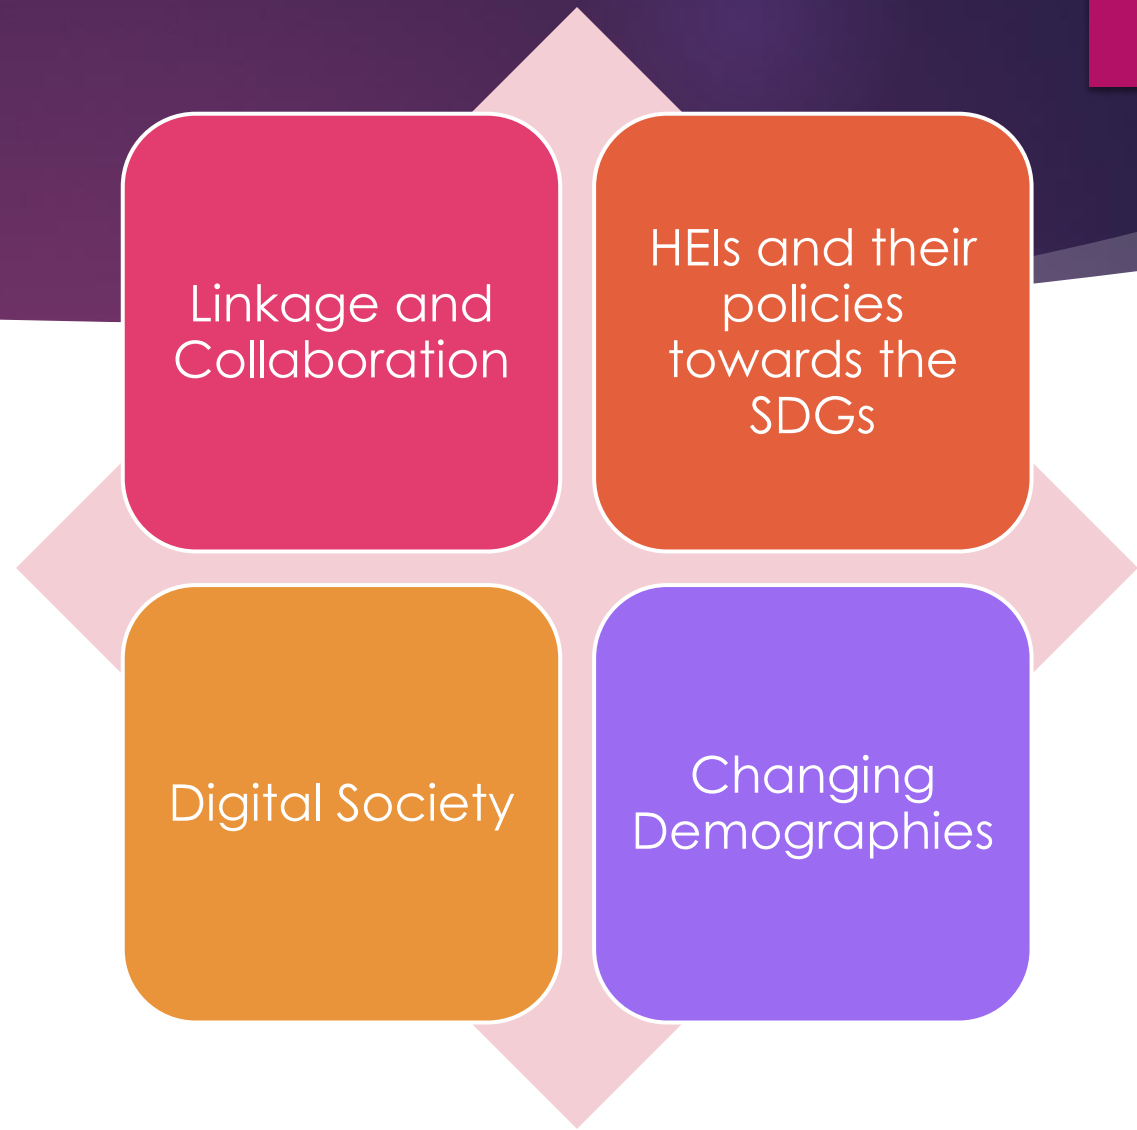 Linkage and
Collaboration
HEIs and their
policies
towards the
SDGs
Digital Society
Changing
Demographies